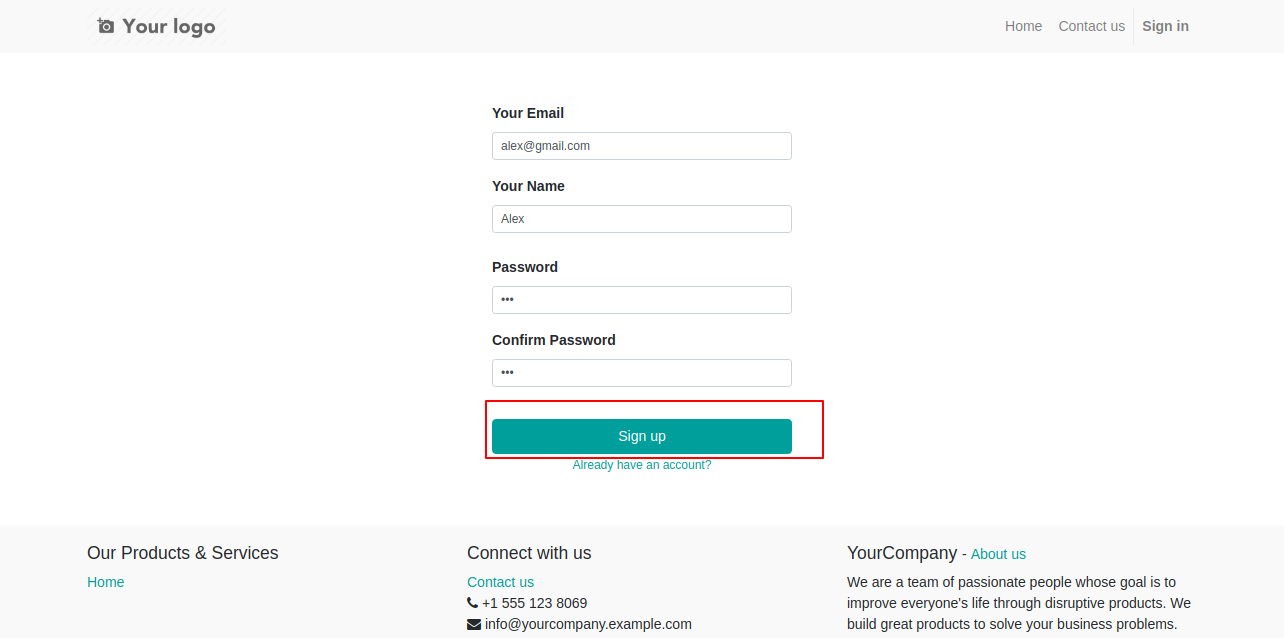 Your logo
Home Contact us Sign in
Your Email
alex@gmail.com
Your Name
Alex
Password
•••
Confirm Password
•••
Sign up
Already have an account?
Our Products & Services
Home
Connect with us
Contact us
+1 555 123 8069
info@yourcompany.example.com
YourCompany - About us
We are a team of passionate people whose goal is to
improve everyone's life through disruptive products. We
build great products to solve your business problems.